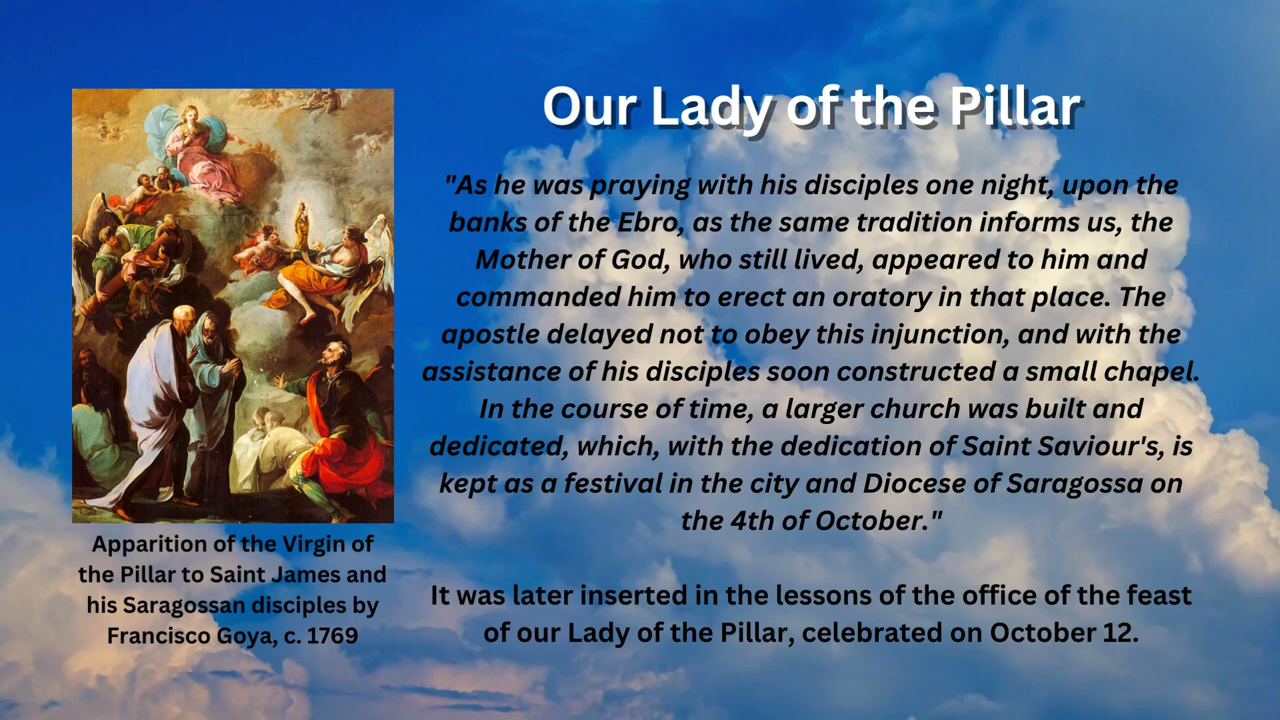 Our Lady of the Pillar
"As he was praying with his disciples one night, upon the
banks of the Ebro, as the same tradition informs us, the
Mother of God, who still lived, appeared to him and
commanded him to erect an oratory in that place. The
apostle delayed not to obey this injunction, and with the
assistance of his disciples soon constructed a small chapel.
In the course of time, a larger church was built and
dedicated, which, with the dedication of Saint Saviour's, is
kept as a festival in the city and Diocese of Saragossa on
the 4th of October."
It was later inserted in the lessons of the office of the feast
of our Lady of the Pillar, celebrated on October 12.
Apparition of the Virgin of
the Pillar to Saint James and
his Saragossan disciples by
Francisco Goya, c. 1769